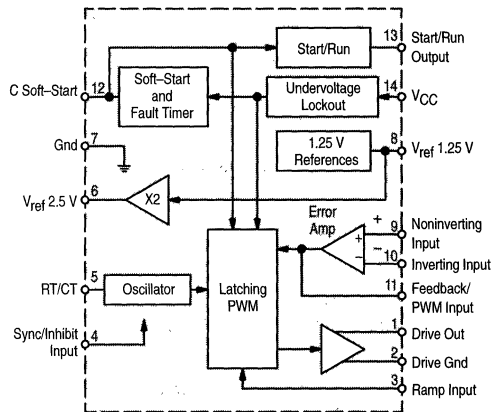 13
Start/Run
Output
Start/Run
C Soft–Start
12
Soft–Start
and
Fault Timer
Undervoltage
Lockout
14
VCC
Gnd
7
1.25 V
References
8
Vref 1.25 V
Vref 2.5 V
6
X2
Error
Amp
+
+
9
Noninverting
Input
–
–
10
Inverting Input
RT/CT
5
Oscillator
Latching
PWM
11
Feedback/
PWM Input
Sync/Inhibit
Input
4
1
Drive Out
2
Drive Gnd
3
Ramp Input